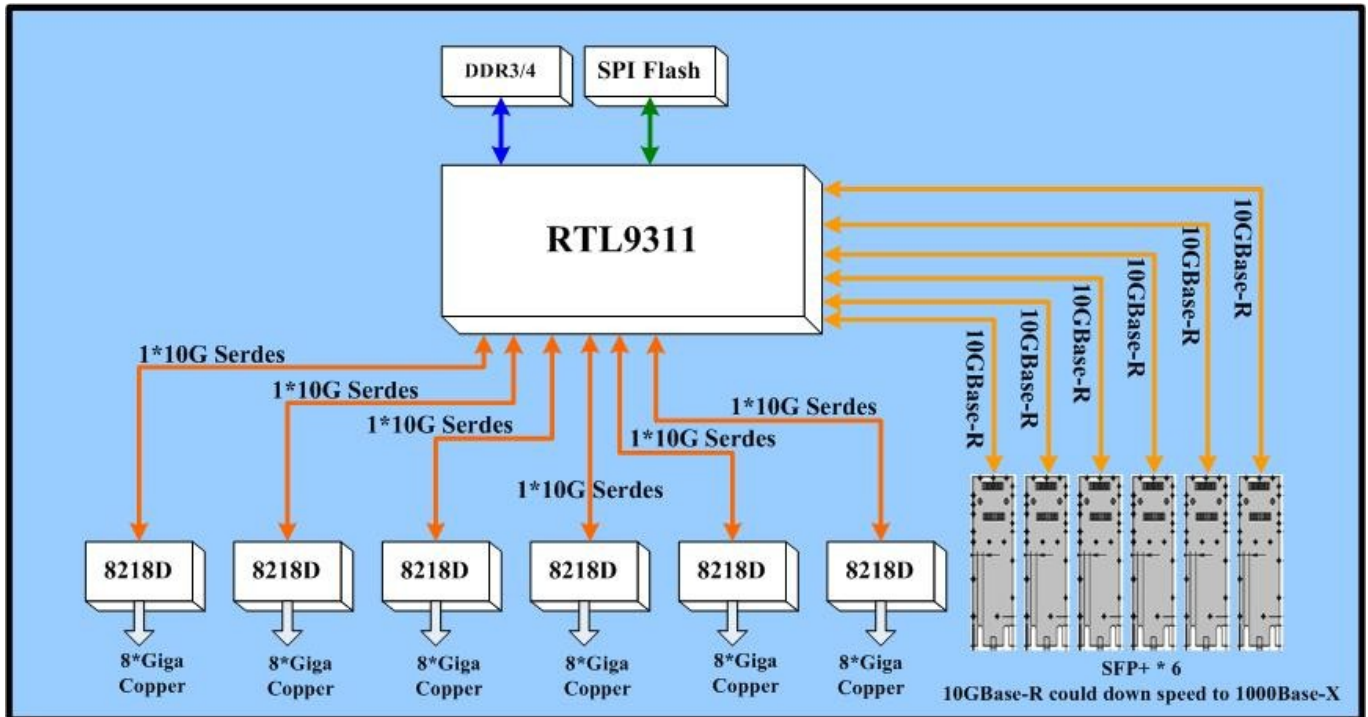 DDR3/4
SPI Flash
RTL9311
10GBase-R
10GBase-R
10GBase-R
10GBase-R
10GBase-R
10GBase-R
1*10G Serdes
1*10G Serdes
1*10G Serdes
1*10G Serdes
1*10G Serdes
1*10G Serdes
8218D
8218D
8218D
8218D
8218D
8218D
8*Giga
Copper
8*Giga
Copper
8*Giga
Copper
8*Giga
Copper
8*Giga
Copper
8*Giga
Copper
SFP+ * 6
10GBase-R could down speed to 1000Base-X